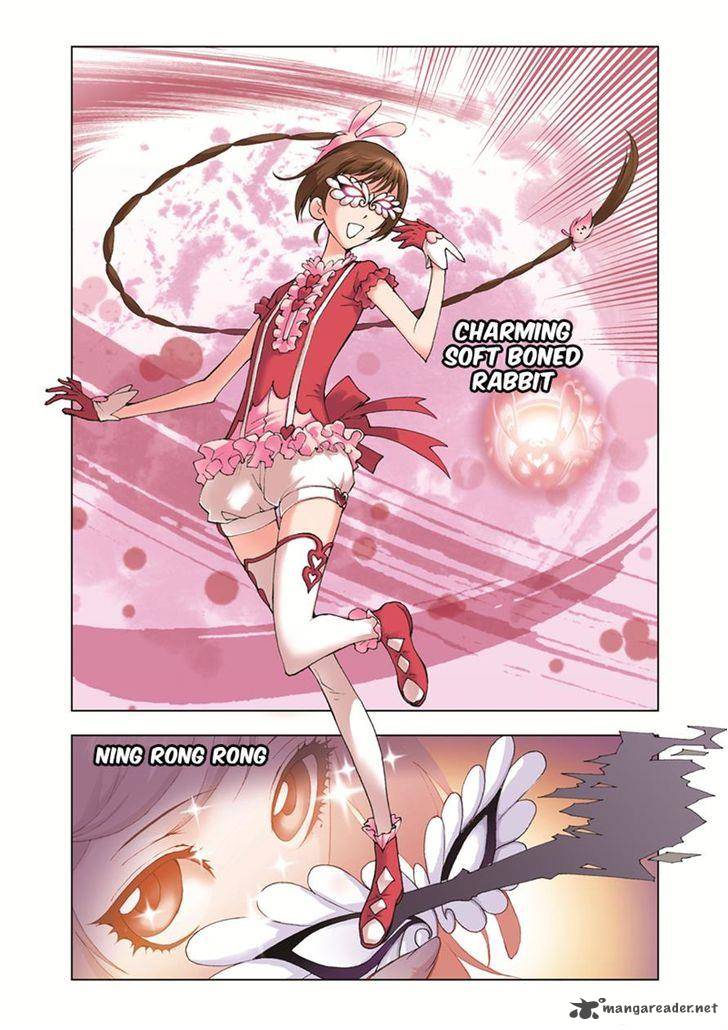 CHARMING
SOFT BONED
RABBIT
NING RONG RONG
mangareader.net